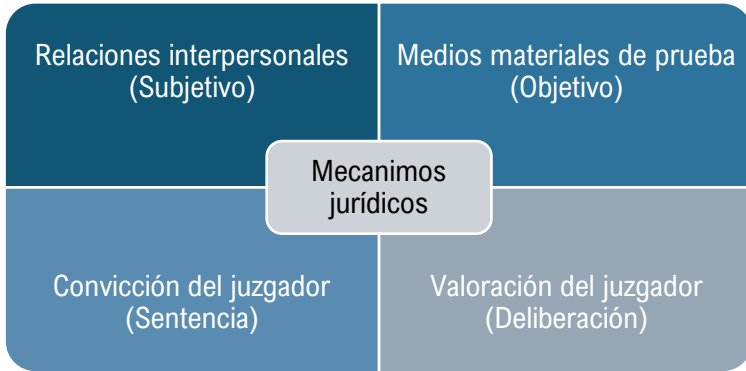 Relaciones interpersonales
(Subjetivo)
Medios materiales de prueba
(Objetivo)
Mecanimos
jurídicos
Convicción del juzgador
(Sentencia)
Valoración del juzgador
(Deliberación)